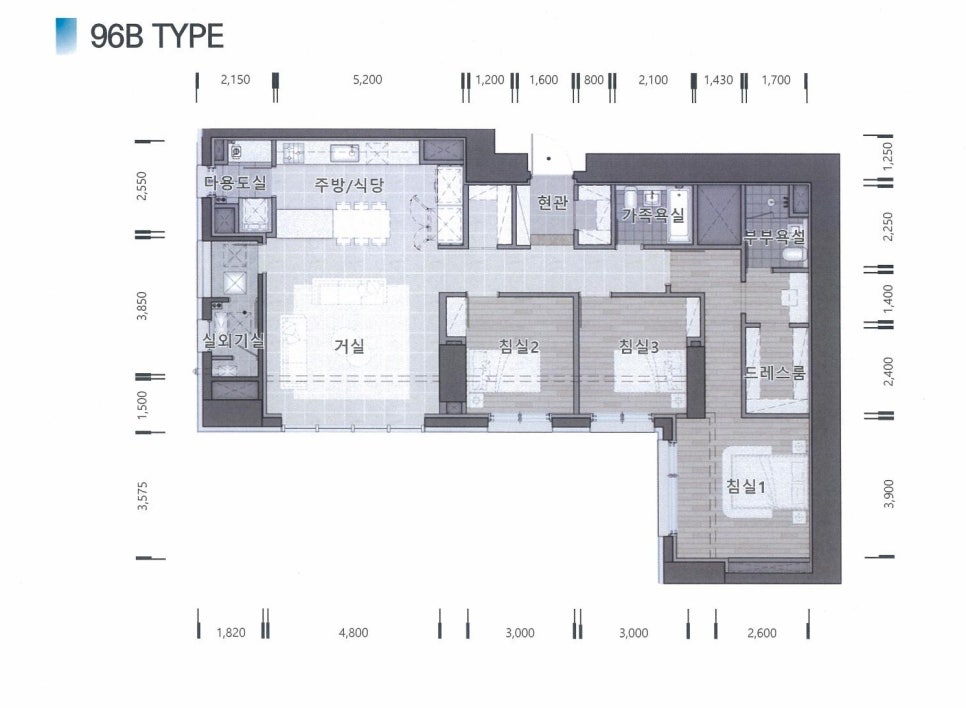 96B TYPE
2,150
5,200
1,200
1,600
800
2,100
1,430
1,700
2,550
3,850
1,500
3,575
1,250
2,250
1,400
2,400
3,900
다용도실
주방/식당
현관
가족욕실
부부욕실
실외기실
거실
침실2
침실3
드레스룸
침실1
1,820
4,800
3,000
3,000
2,600